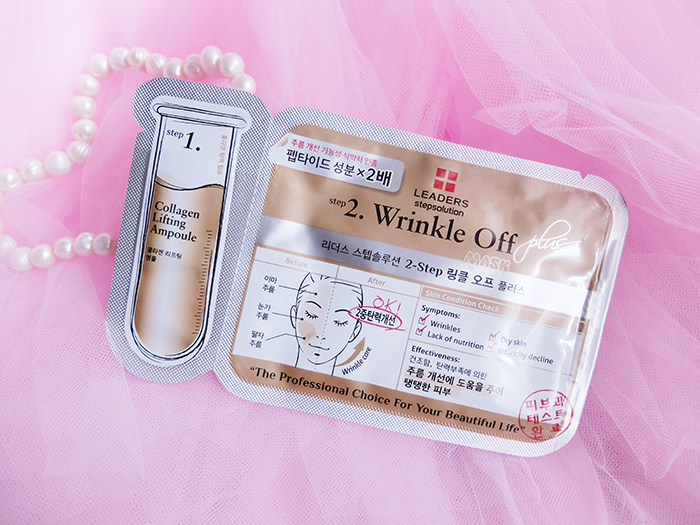 step 1.
콜라겐 탄력 집중
Collagen
Lifting
Ampoule
콜라겐 리프팅
앰플
주름 개선 기능성 식약처 인증
펩타이드 성분×2배
LEADERS
stepsolution
step 2. Wrinkle Off plus
MASK
리더스 스텝솔루션 2-Step 링클 오프 플러스
Before
After
이마
주름
눈가
주름
팔자
주름
OK!
2중탄력개선
Wrinkle care
Skin Condition Check
Symptoms:
Wrinkles
Dry skin
Lack of nutrition
Elasticity decline
Effectiveness:
건조함, 탄력부족에 의한
주름 개선에 도움을 주어
탱탱한 피부
"The Professional Choice For Your Beautiful Life"
피부과
테스트
완료